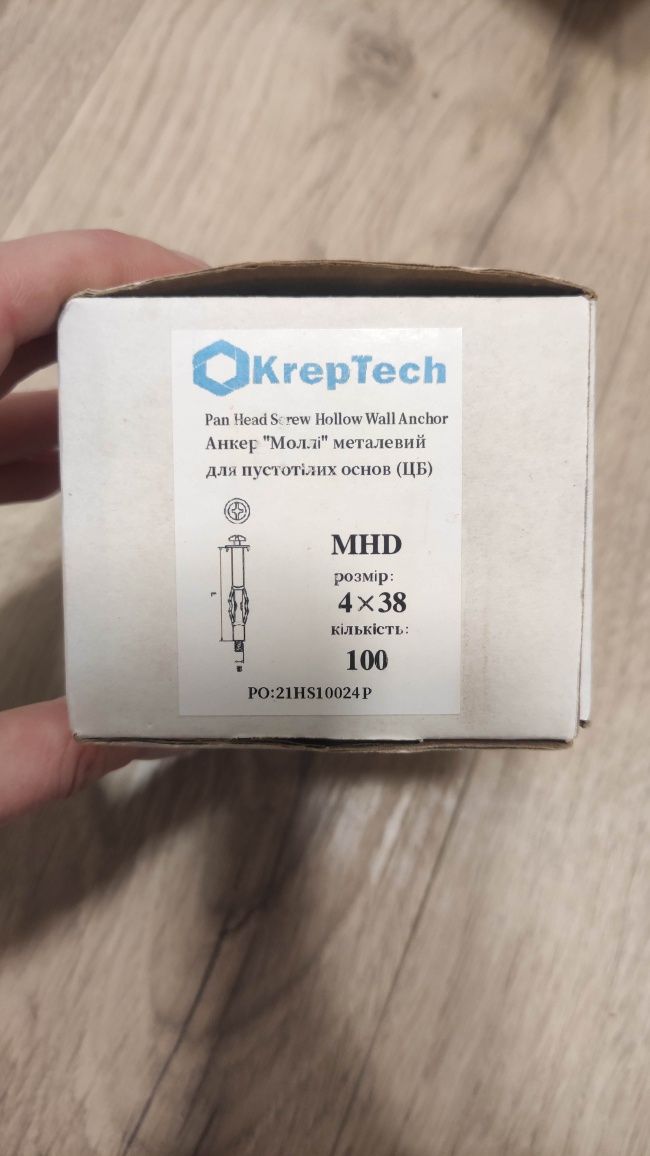 KrepTech
Pan Head Screw Hollow Wall Anchor
Анкер "Моллі" металевий
для пустотілих основ (ЦБ)
MHD
розмір:
4×38
кількість:
100
PO:21HS10024P